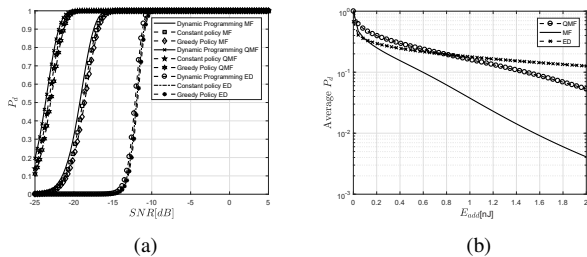 1
0.9
0.8
0.7
0.6
0.5
0.4
0.3
0.2
0.1
0
P_d
-25
-20
-15
-10
-5
0
5
SNR[dB]
Dynamic Programming MF
Constant policy MF
Greedy Policy MF
Dynamic Programming QMF
Constant policy QMF
Greedy Policy QMF
Dynamic Programming ED
Constant policy ED
Greedy Policy ED
(a)
10^0
10^-1
10^-2
10^-3
Average P_d
0
0.2
0.4
0.6
0.8
1
1.2
1.4
1.6
1.8
2
E_add[nJ]
QMF
MF
ED
(b)